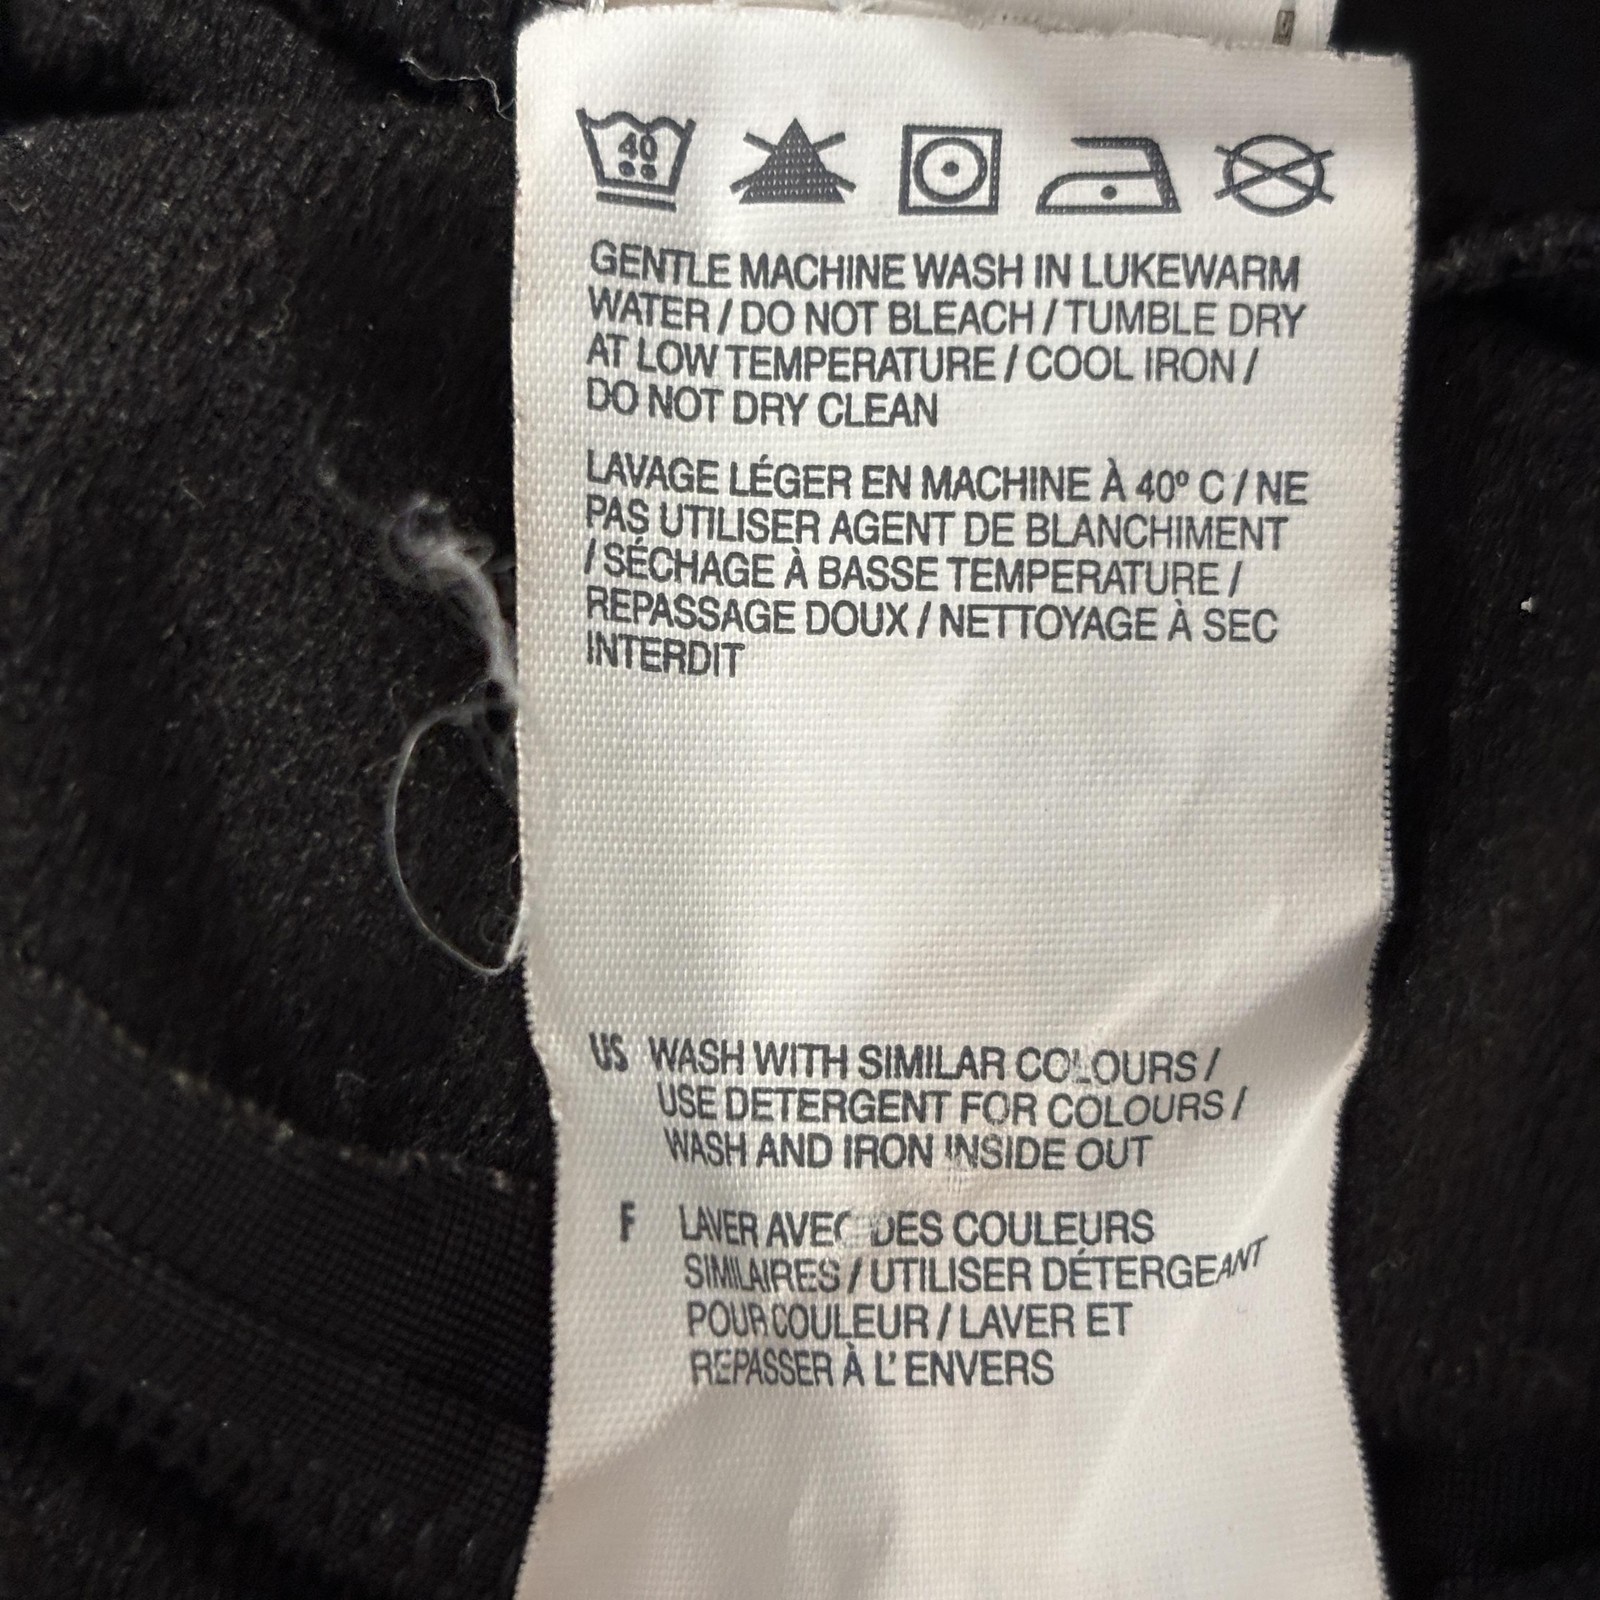 40
GENTLE MACHINE WASH IN LUKEWARM
WATER / DO NOT BLEACH / TUMBLE DRY
AT LOW TEMPERATURE / COOL IRON /
DO NOT DRY CLEAN
LAVAGE LÉGER EN MACHINE À 40º C / NE
PAS UTILISER AGENT DE BLANCHIMENT
/ SÉCHAGE À BASSE TEMPERATURE /
REPASSAGE DOUX / NETTOYAGE À SEC
INTERDIT
US WASH WITH SIMILAR COLOURS /
USE DETERGENT FOR COLOURS /
WASH AND IRON INSIDE OUT
F LAVER AVEC DES COULEURS
SIMILAIRES / UTILISER DÉTERGEANT
POUR COULEUR / LAVER ET
REPASSER À L'ENVERS